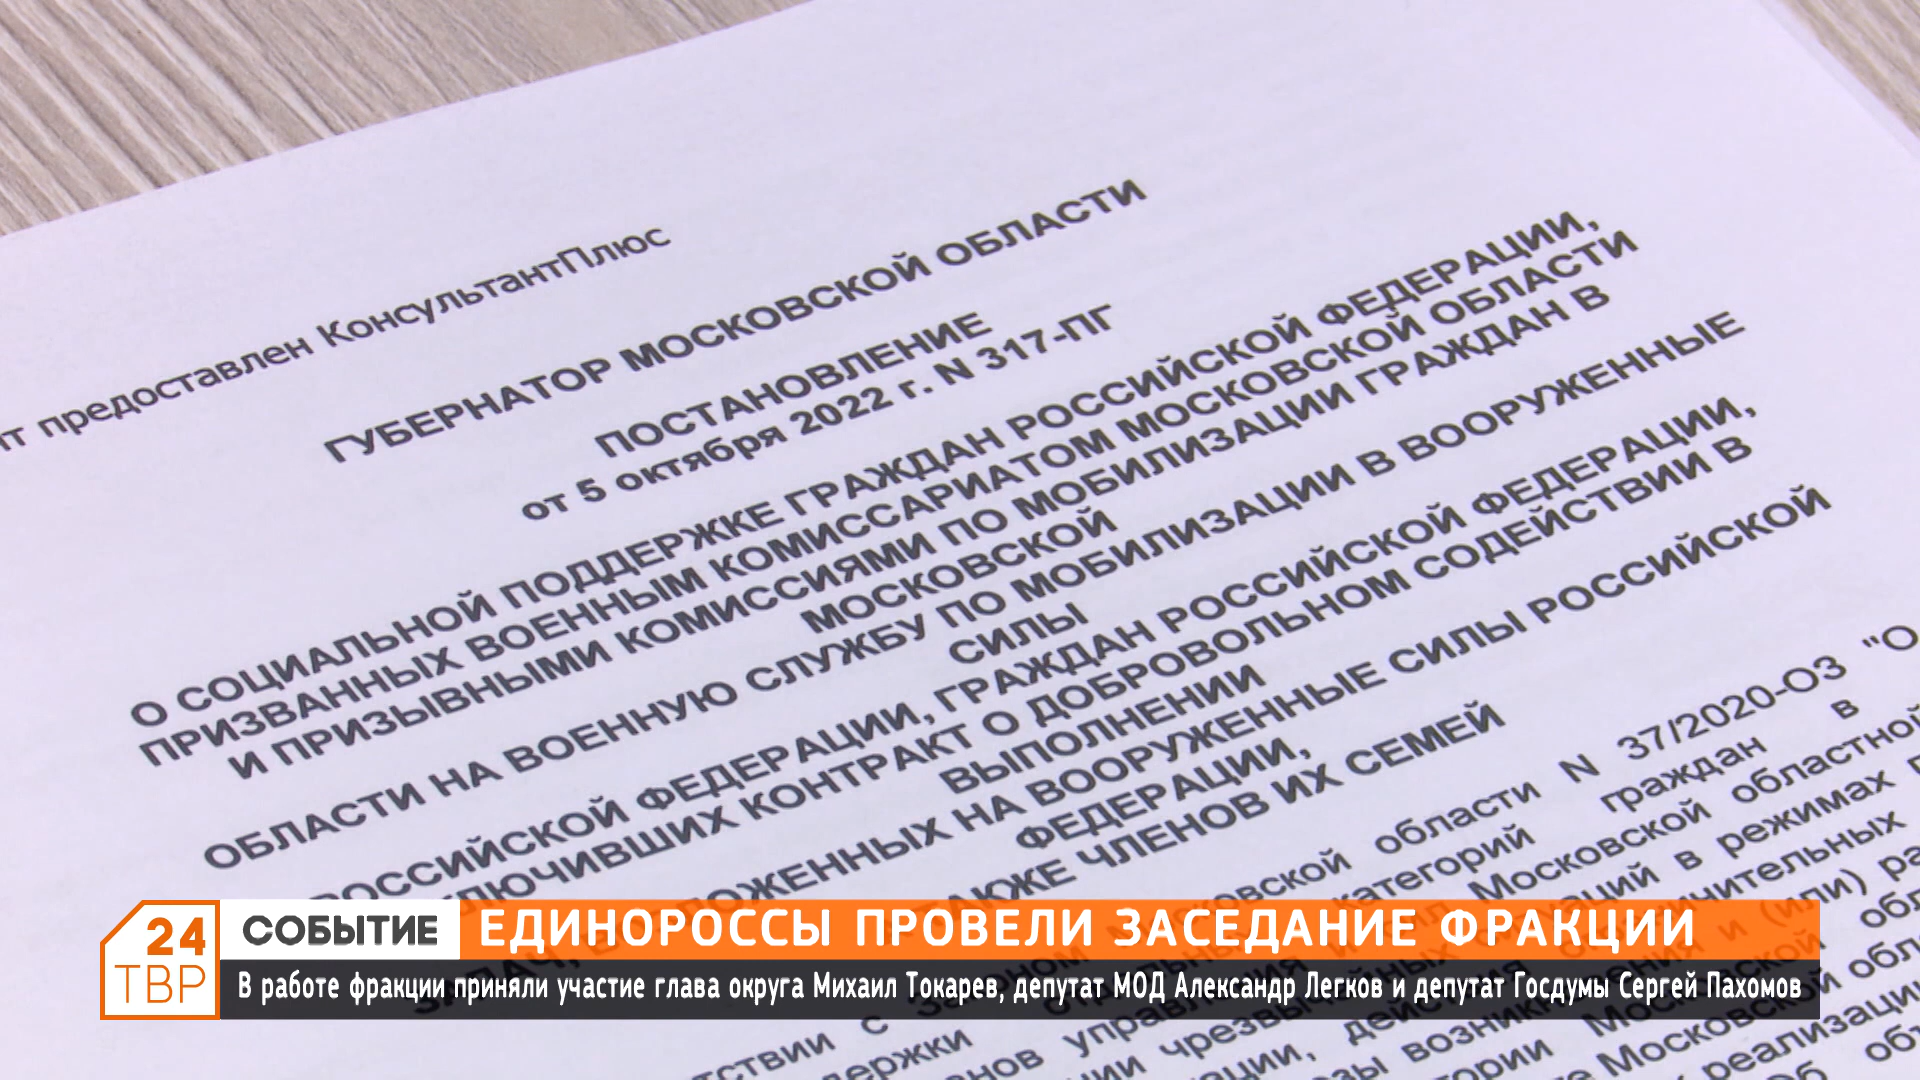 предоставлен КонсультантПлюс
ГУБЕРНАТОР МОСКОВСКОЙ ОБЛАСТИ
ПОСТАНОВЛЕНИЕ
от 5 октября 2022 г. N 317-ПГ
О СОЦИАЛЬНОЙ ПОДДЕРЖКЕ ГРАЖДАН РОССИЙСКОЙ ФЕДЕРАЦИИ,
ПРИЗВАННЫХ ВОЕННЫМ КОМИССАРИАТОМ МОСКОВСКОЙ ОБЛАСТИ
И ПРИЗЫВНЫМИ КОМИССИЯМИ ПО МОБИЛИЗАЦИИ ГРАЖДАН В
МОСКОВСКОЙ
ОБЛАСТИ НА ВОЕННУЮ СЛУЖБУ ПО МОБИЛИЗАЦИИ В ВООРУЖЕННЫЕ
СИЛЫ
РОССИЙСКОЙ ФЕДЕРАЦИИ, ГРАЖДАН РОССИЙСКОЙ ФЕДЕРАЦИИ,
КОНТРАКТ О ДОБРОВОЛЬНОМ СОДЕЙСТВИИ В
ВЫПОЛНЕНИИ
НА ВООРУЖЕННЫЕ СИЛЫ РОССИЙСКОЙ
ФЕДЕРАЦИИ,
ТАКЖЕ ЧЛЕНОВ ИХ СЕМЕЙ
области N 37/2020-ОЗ "О
категорий граждан в
Московской областной
в режимах
24
ТВР
СОБЫТИЕ
ЕДИНОРОССЫ ПРОВЕЛИ ЗАСЕДАНИЕ ФРАКЦИИ
В работе фракции приняли участие глава округа Михаил Токарев, депутат МОД Александр Легков и депутат Госдумы Сергей Пахомов